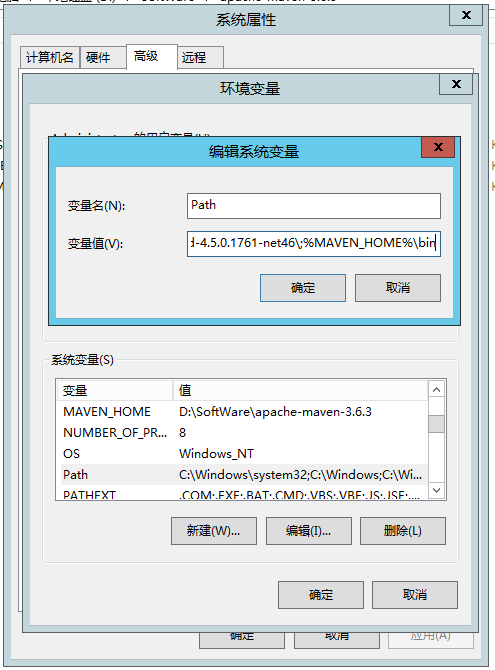 系统属性
x
计算机名 硬件 高级 远程
环境变量
x
编辑系统变量
x
变量名(N):
Path
变量值(V):
d-4.5.0.1761-net46\;%MAVEN_HOME%\bin
确定 取消
系统变量(S)
变量 值
MAVEN_HOME D:\SoftWare\apache-maven-3.6.3
NUMBER_OF_PR... 8
OS Windows_NT
Path C:\Windows\system32;C:\Windows;C:\Wi...
PATHEXT .COM;.EXE;.BAT;.CMD;.VBS;.VBE;.JS;.JSE;....
新建(W)... 编辑(I)... 删除(L)
确定 取消
确定 取消 应用(A)